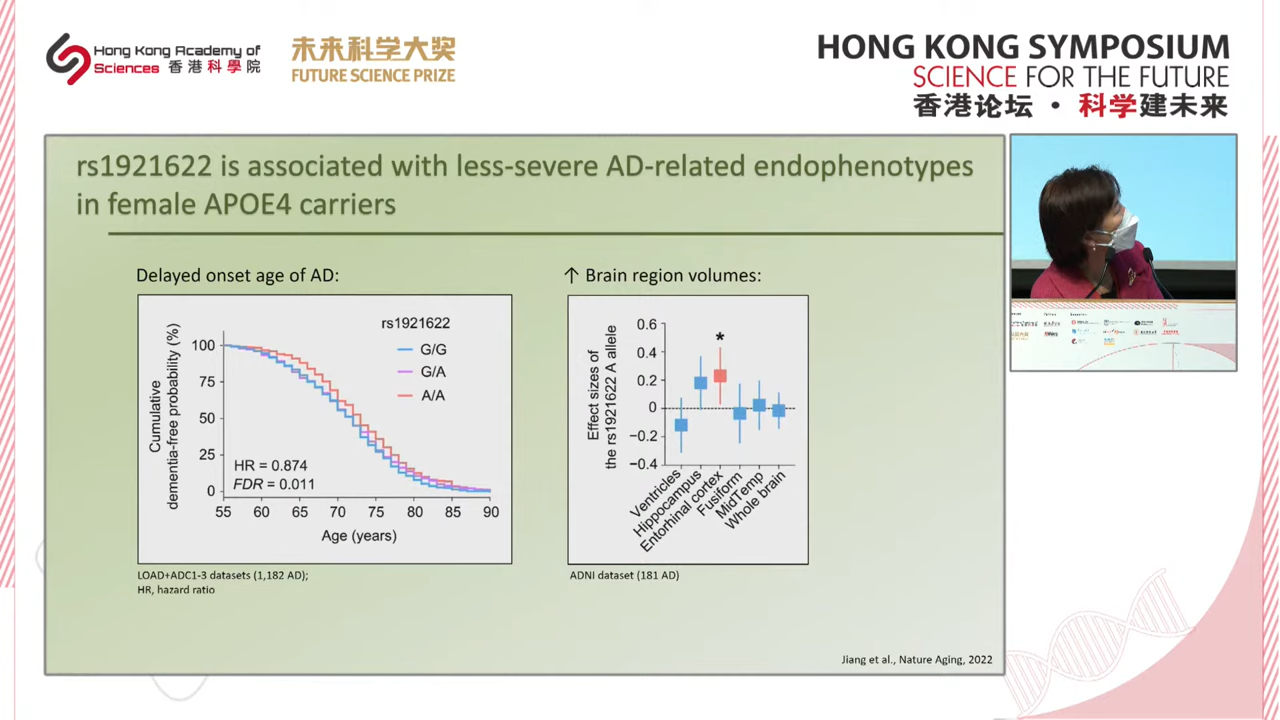 Hong Kong Academy of
Sciences 香港科學院
未来科学大奖
FUTURE SCIENCE PRIZE
HONG KONG SYMPOSIUM
SCIENCE FOR THE FUTURE
香港论坛 · 科学建未来
rs1921622 is associated with less-severe AD-related endophenotypes
in female APOE4 carriers
Delayed onset age of AD:
Cumulative
dementia-free probability (%)
100
75
50
25
0
rs1921622
G/G
G/A
A/A
HR = 0.874
FDR = 0.011
55 60 65 70 75 80 85 90
Age (years)
LOAD+ADC1-3 datasets (1,182 AD);
HR, hazard ratio
↑ Brain region volumes:
Effect sizes of
the rs1921622 A allele
0.6
0.4
0.2
0
−0.2
−0.4
*
Ventricles
Hippocampus
Entorhinal cortex
Fusiform
MidTemp
Whole brain
ADNI dataset (181 AD)
Jiang et al., Nature Aging, 2022